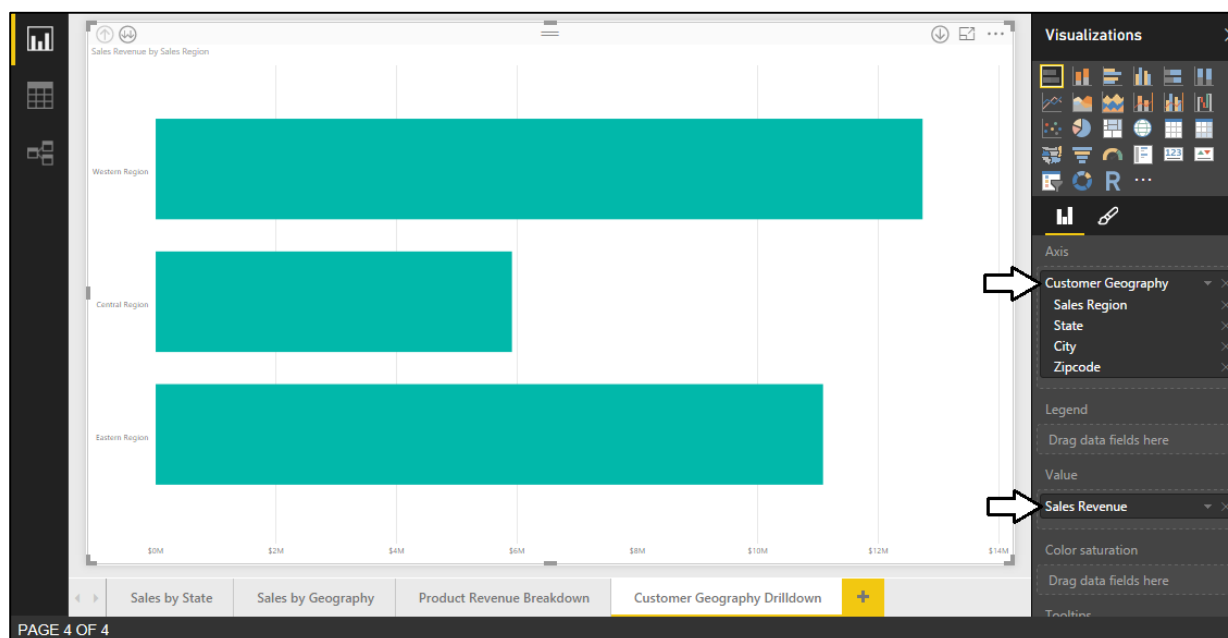 Sales Revenue by Sales Region
Western Region
Central Region
Eastern Region
$0M $2M $4M $6M $8M $10M $12M $14M
Sales by State Sales by Geography Product Revenue Breakdown Customer Geography Drilldown +
PAGE 4 OF 4
Visualizations
123
R
Axis
Customer Geography
Sales Region
State
City
Zipcode
Legend
Drag data fields here
Value
Sales Revenue
Color saturation
Drag data fields here
Tooltips